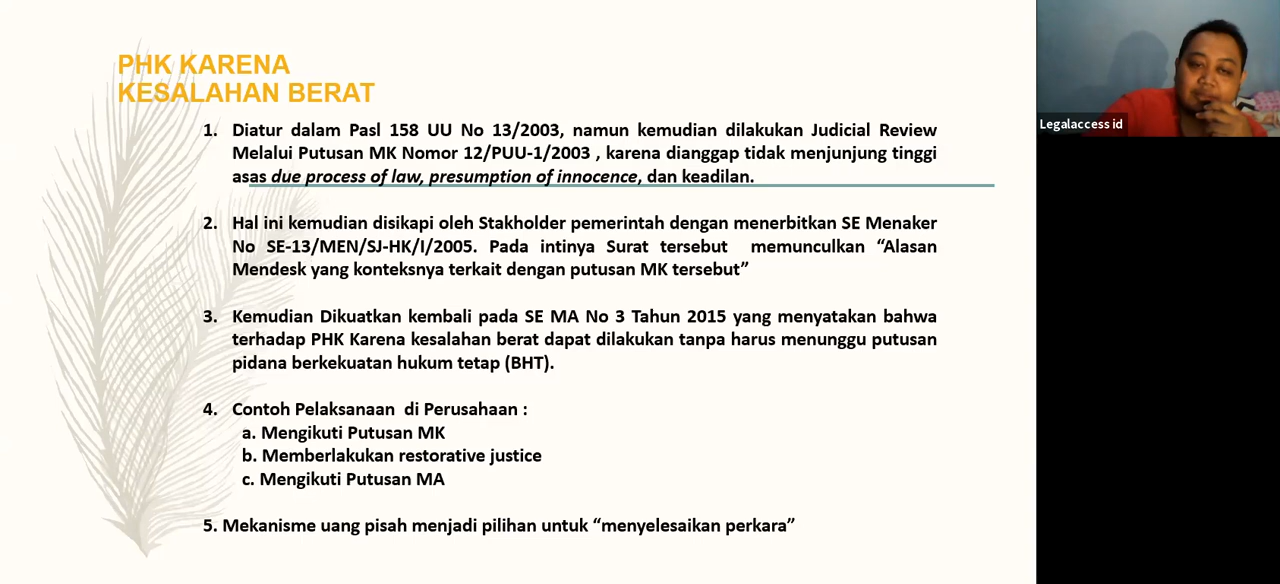 PHK KARENA
KESALAHAN BERAT
1. Diatur dalam Pasl 158 UU No 13/2003, namun kemudian dilakukan Judicial Review
Melalui Putusan MK Nomor 12/PUU-1/2003 , karena dianggap tidak menjunjung tinggi
asas due process of law, presumption of innocence, dan keadilan.
2. Hal ini kemudian disikapi oleh Stakholder pemerintah dengan menerbitkan SE Menaker
No SE-13/MEN/SJ-HK/I/2005. Pada intinya Surat tersebut memunculkan “Alasan
Mendesk yang konteksnya terkait dengan putusan MK tersebut”
3. Kemudian Dikuatkan kembali pada SE MA No 3 Tahun 2015 yang menyatakan bahwa
terhadap PHK Karena kesalahan berat dapat dilakukan tanpa harus menunggu putusan
pidana berkekuatan hukum tetap (BHT).
4. Contoh Pelaksanaan di Perusahaan :
a. Mengikuti Putusan MK
b. Memberlakukan restorative justice
c. Mengikuti Putusan MA
5. Mekanisme uang pisah menjadi pilihan untuk “menyelesaikan perkara”
Legalaccess id